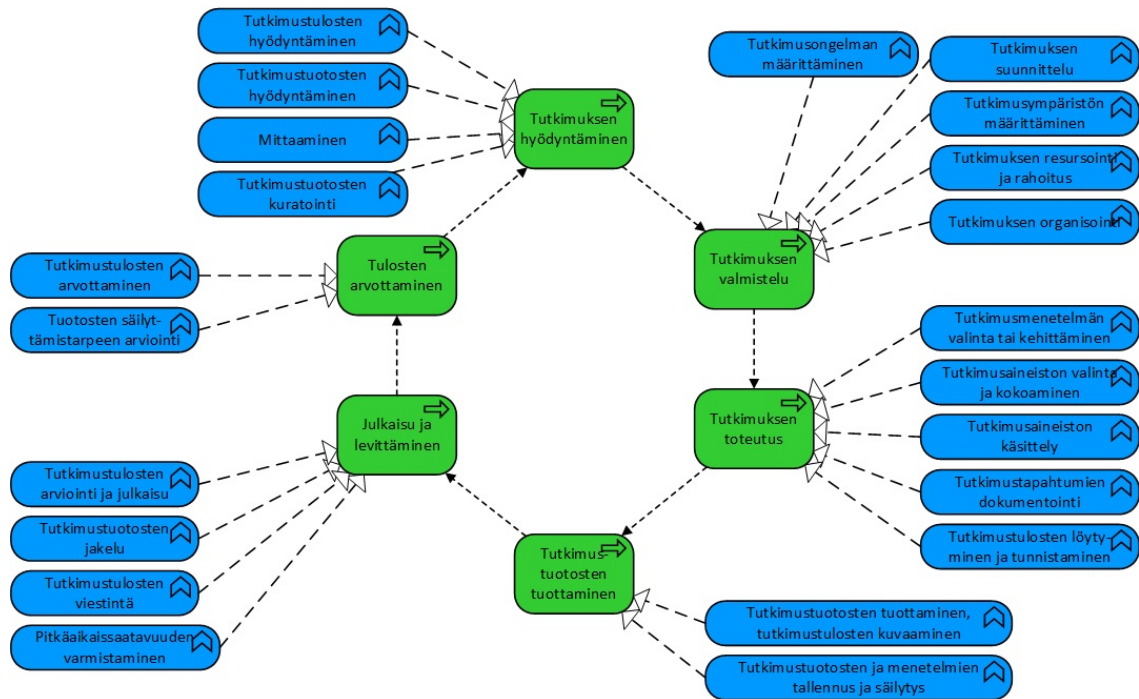 Tutkimustulosten
hyödyntäminen
Tutkimustuotosten
hyödyntäminen
Mittaaminen
Tutkimustuotosten
kuratointi
Tutkimuksen
hyödyntäminen
Tutkimusongelman
määrittäminen
Tutkimuksen
suunnittelu
Tutkimusympäristön
määrittäminen
Tutkimuksen resursointi
ja rahoitus
Tutkimuksen organisointi
Tutkimuksen
valmistelu
Tulosten
arvottaminen
Tutkimustulosten
arvottaminen
Tuotosten säilyt-
tämistarpeen arviointi
Tutkimusmenetelmän
valinta tai kehittäminen
Tutkimusaineiston valinta
ja kokoaminen
Tutkimusaineiston
käsittely
Tutkimustapahtumien
dokumentointi
Tutkimustulosten löyty-
minen ja tunnistaminen
Tutkimuksen
toteutus
Julkaisu ja
levittäminen
Tutkimustulosten
arviointi ja julkaisu
Tutkimustuotosten
jakelu
Tutkimustulosten
viestintä
Pitkäaikaissaatavuuden
varmistaminen
Tutkimus-
tuotosten
tuottaminen
Tutkimustuotosten tuottaminen,
tutkimustulosten kuvaaminen
Tutkimustuotosten ja menetelmien
tallennus ja säilytys